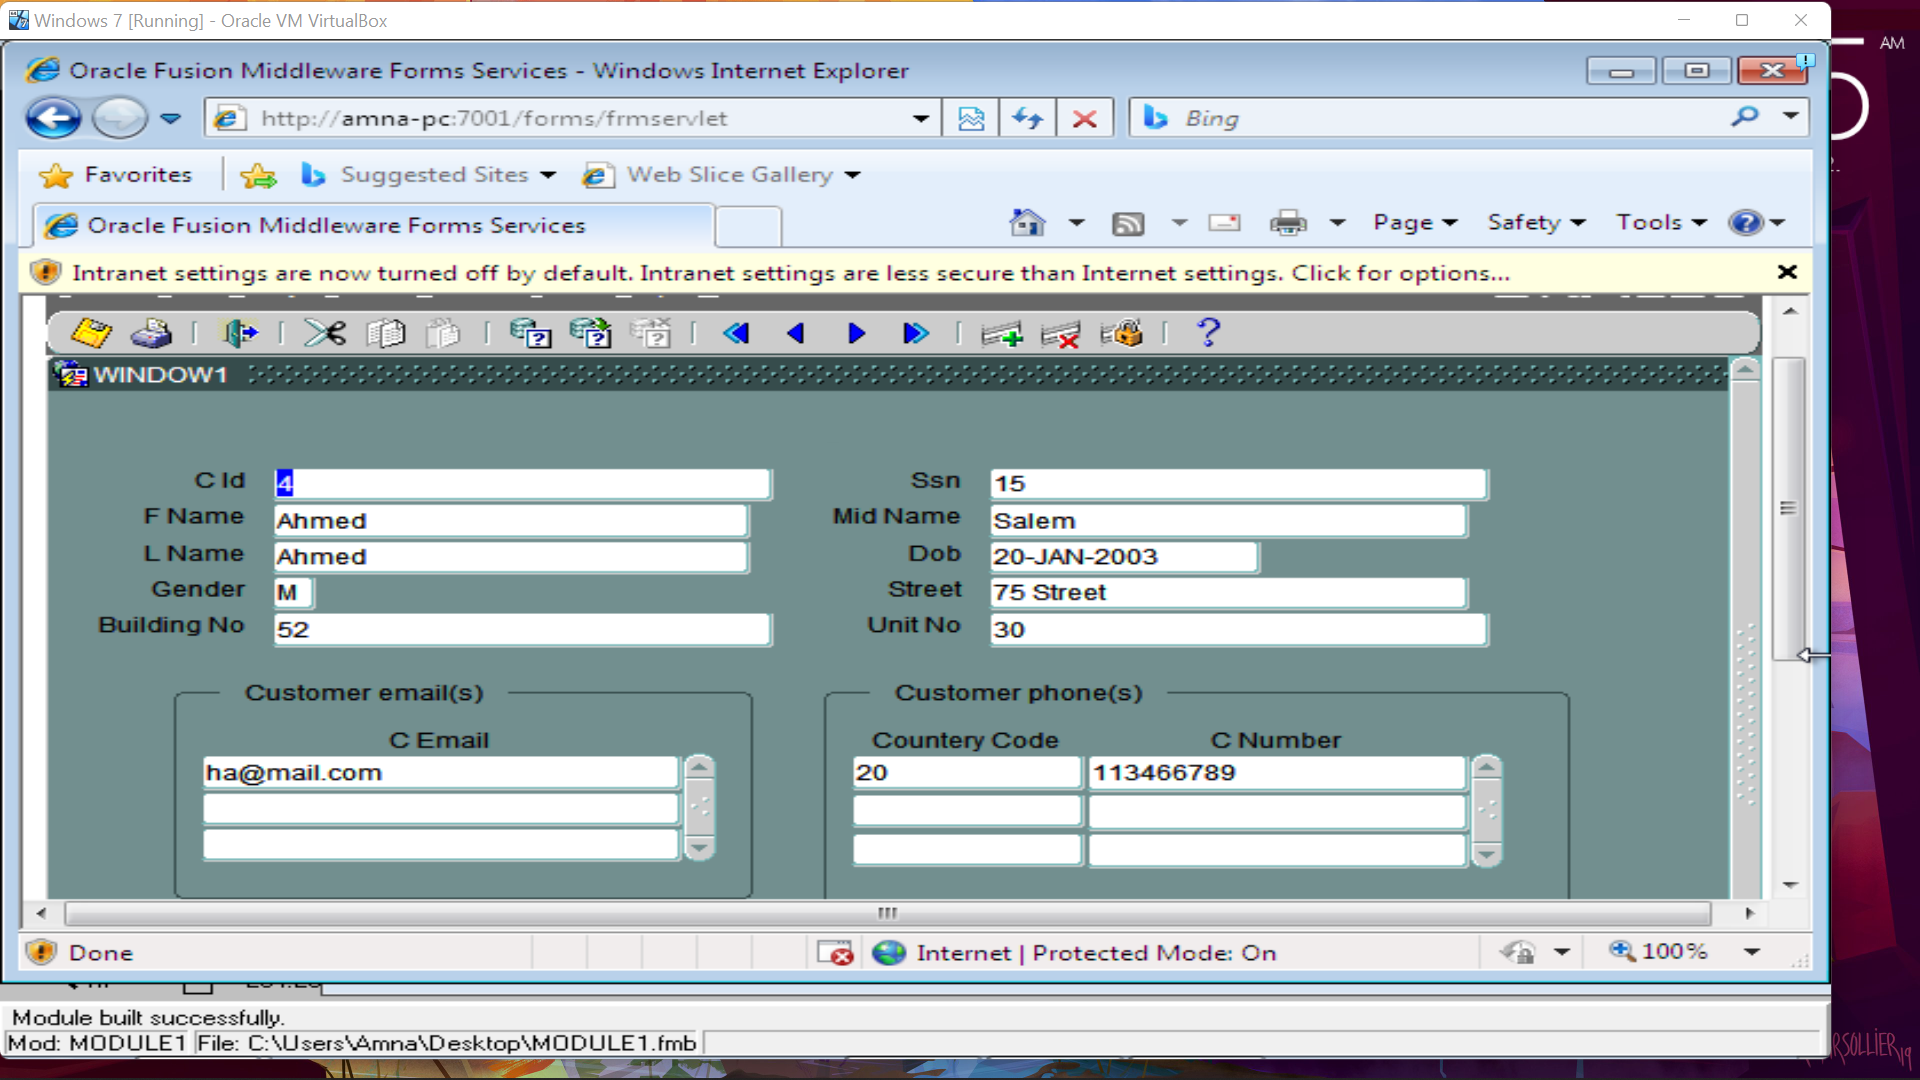 Windows 7 [Running] - Oracle VM VirtualBox
AM
Oracle Fusion Middleware Forms Services - Windows Internet Explorer
http://amna-pc:7001/forms/frmservlet
Bing
Favorites
Suggested Sites
Web Slice Gallery
Oracle Fusion Middleware Forms Services
Page
Safety
Tools
Intranet settings are now turned off by default. Intranet settings are less secure than Internet settings. Click for options...
WINDOW1
C Id 4 Ssn 15
F Name Ahmed Mid Name Salem
L Name Ahmed Dob 20-JAN-2003
Gender M Street 75 Street
Building No 52 Unit No 30
Customer email(s) Customer phone(s)
C Email Countery Code C Number
ha@mail.com 20 113466789
Done
Internet | Protected Mode: On
100%
Module built successfully.
Mod: MODULE1 File: C:\Users\Amna\Desktop\MODULE1.fmb